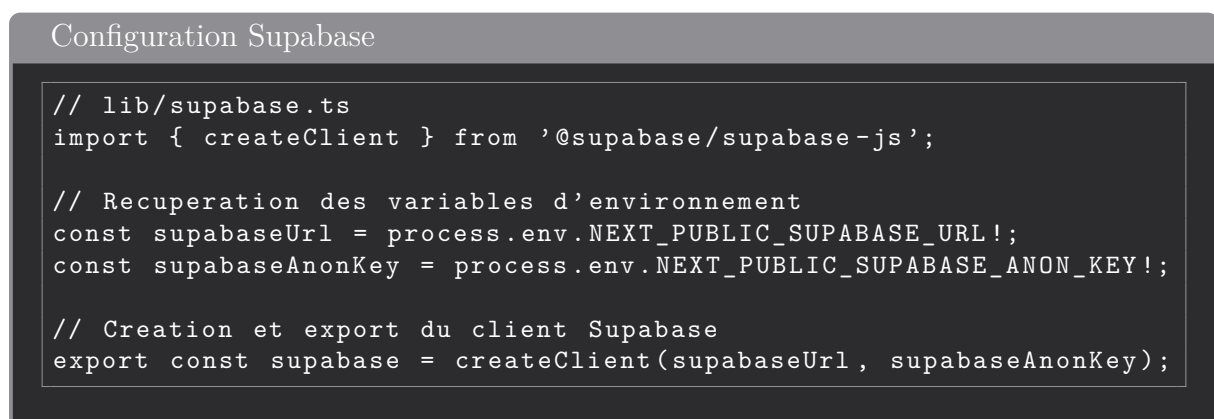 Configuration Supabase
// lib/supabase.ts
import { createClient } from '@supabase/supabase-js';
// Recuperation des variables d'environnement
const supabaseUrl = process.env.NEXT_PUBLIC_SUPABASE_URL!;
const supabaseAnonKey = process.env.NEXT_PUBLIC_SUPABASE_ANON_KEY!;
// Creation et export du client Supabase
export const supabase = createClient(supabaseUrl, supabaseAnonKey);